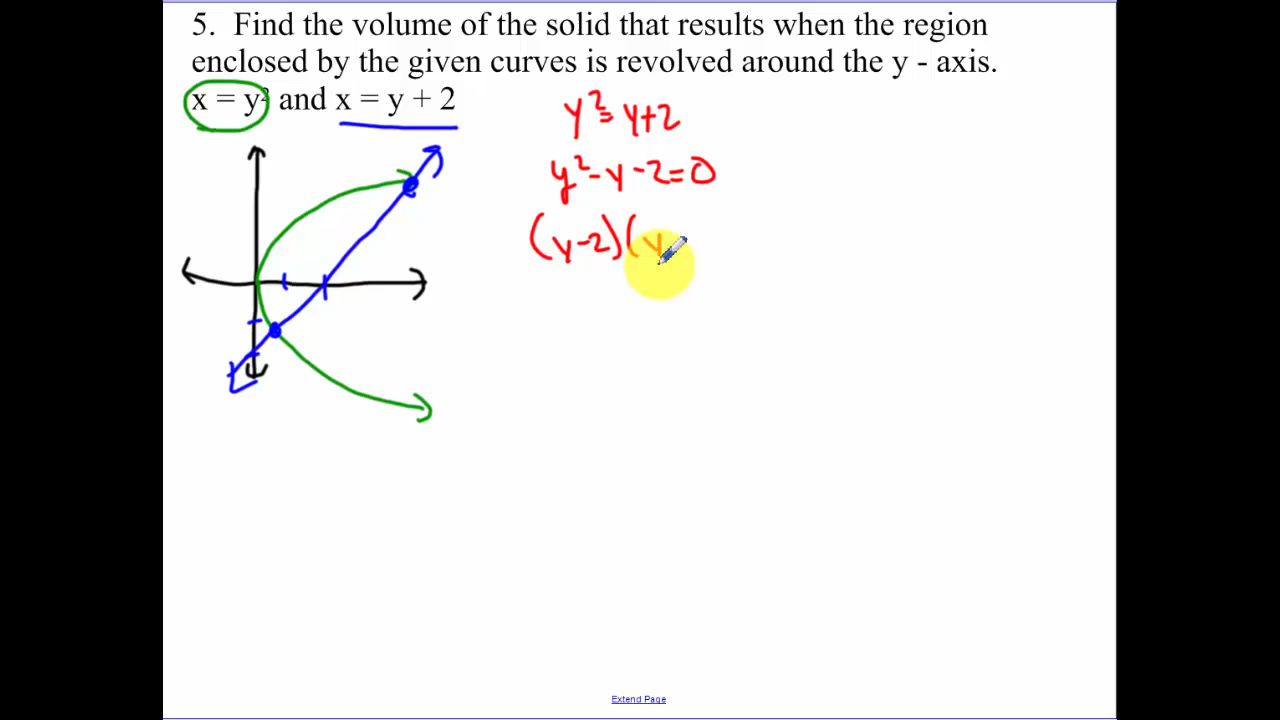 5. Find the volume of the solid that results when the region
enclosed by the given curves is revolved around the y - axis.
x = y² and x = y + 2
y² = y+2
y² - y - 2 = 0
(y-2)(y
Extend Page